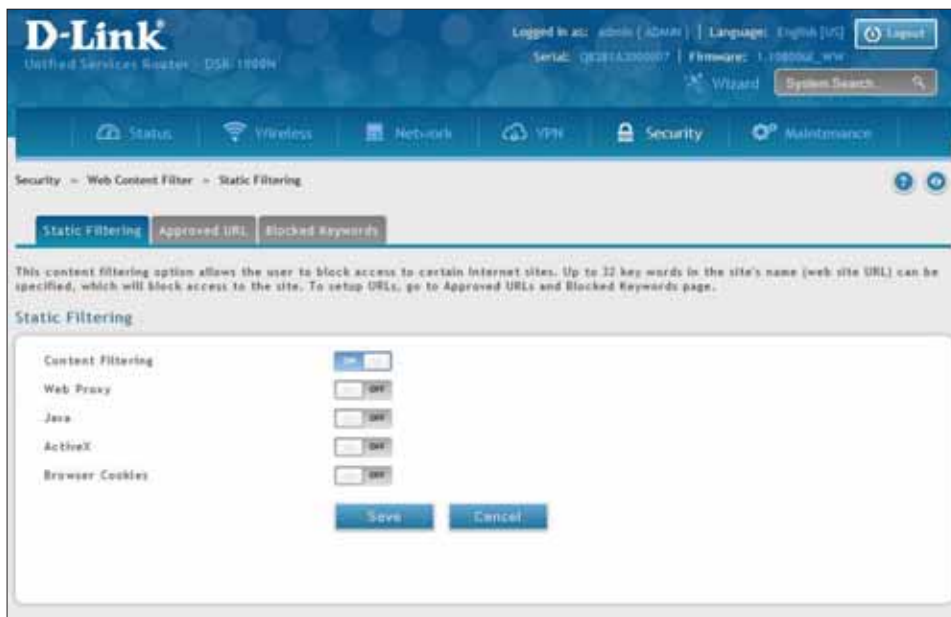 D-Link
Logged in as: admin ( ADMIN ) | Language: English [US]
Logout
Unified Services Router - DSR-1000N
Serial: | Firmware:
Wizard
System Search...
Status
Wireless
Network
VPN
Security
Maintenance
Security » Web Content Filter » Static Filtering
Static Filtering
Approved URL
Blocked Keywords
This content filtering option allows the user to block access to certain Internet sites. Up to 32 key words in the site's name (web site URL) can be
specified, which will block access to the site. To setup URLs, go to Approved URLs and Blocked Keywords page.
Static Filtering
Content Filtering ON
Web Proxy OFF
Java OFF
ActiveX OFF
Browser Cookies OFF
Save
Cancel